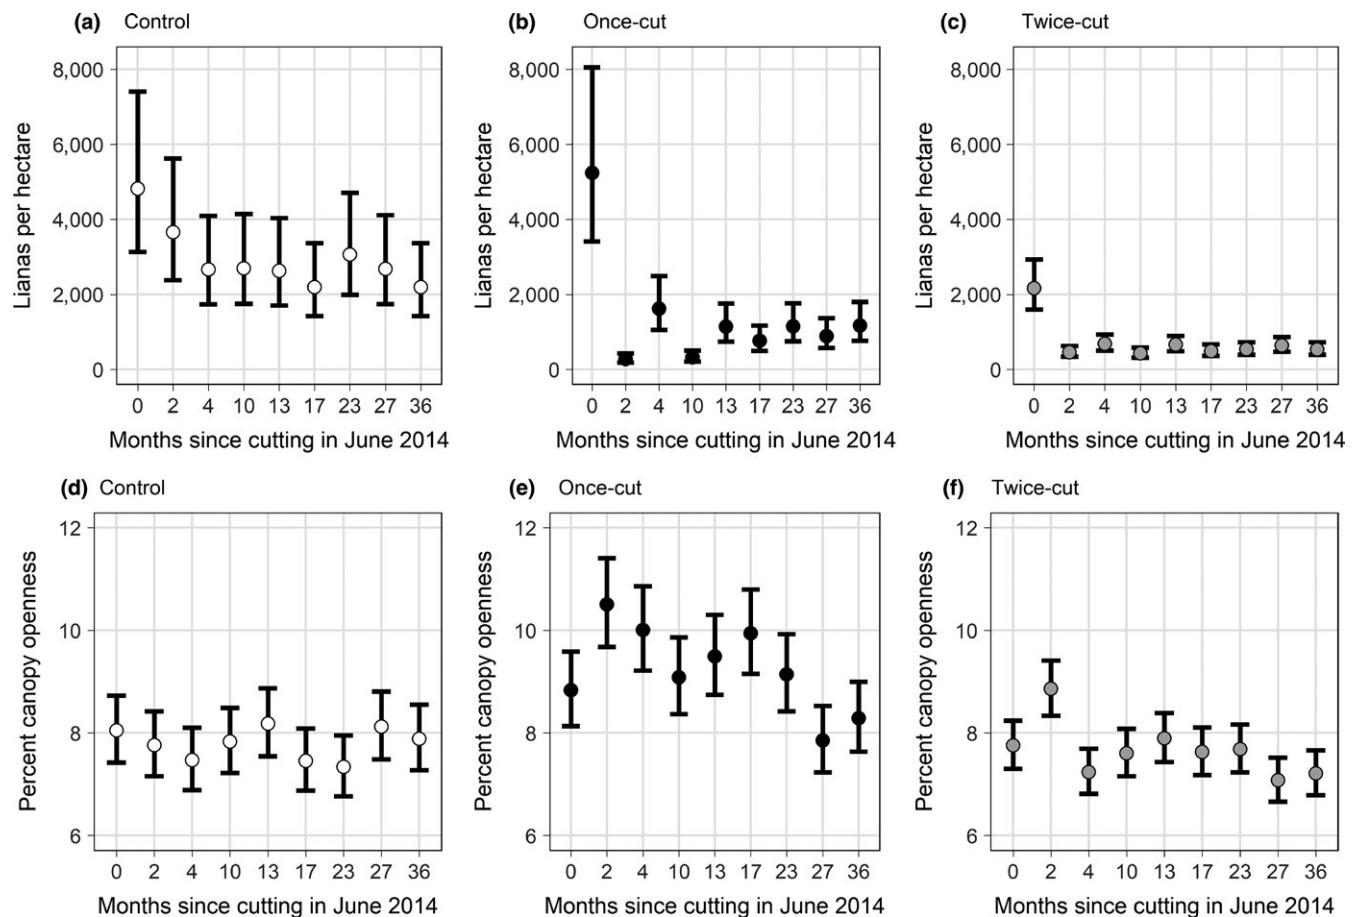 (a) Control
(b) Once-cut
(c) Twice-cut
Lianas per hectare
8,000
6,000
4,000
2,000
0
0 2 4 10 13 17 23 27 36
Months since cutting in June 2014
Lianas per hectare
8,000
6,000
4,000
2,000
0
0 2 4 10 13 17 23 27 36
Months since cutting in June 2014
Lianas per hectare
8,000
6,000
4,000
2,000
0
0 2 4 10 13 17 23 27 36
Months since cutting in June 2014
(d) Control
(e) Once-cut
(f) Twice-cut
Percent canopy openness
12
10
8
6
0 2 4 10 13 17 23 27 36
Months since cutting in June 2014
Percent canopy openness
12
10
8
6
0 2 4 10 13 17 23 27 36
Months since cutting in June 2014
Percent canopy openness
12
10
8
6
0 2 4 10 13 17 23 27 36
Months since cutting in June 2014